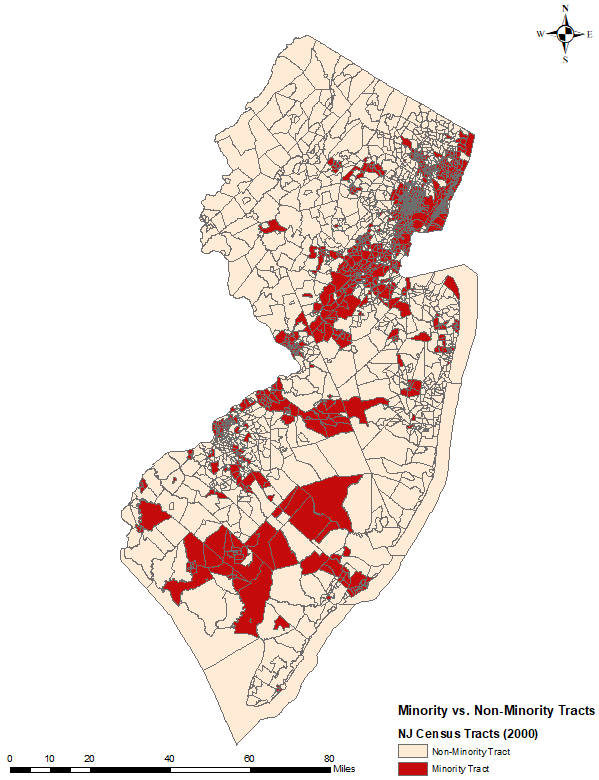 N
W E
S
Minority vs. Non-Minority Tracts
NJ Census Tracts (2000)
Non-Minority Tract
Minority Tract
0 10 20 40 60 80
Miles